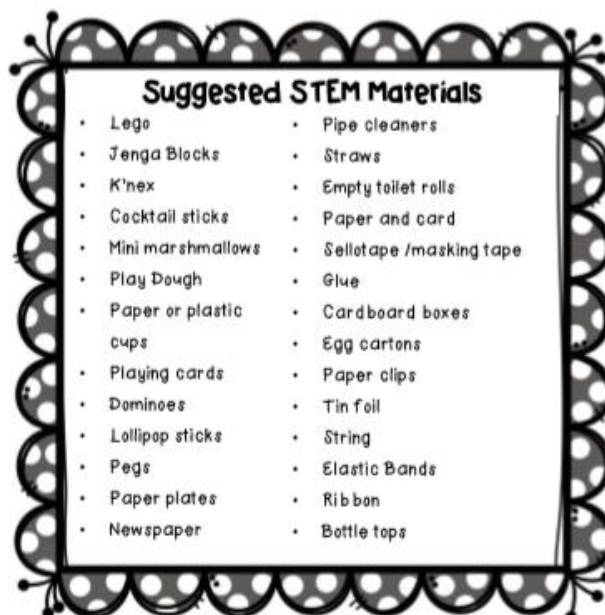 Suggested STEM Materials
• Lego
• Jenga Blocks
• K'nex
• Cocktail sticks
• Mini marshmallows
• Play Dough
• Paper or plastic
cups
• Playing cards
• Dominoes
• Lollipop sticks
• Pegs
• Paper plates
• Newspaper
• Pipe cleaners
• Straws
• Empty toilet rolls
• Paper and card
• Sellotape /masking tape
• Glue
• Cardboard boxes
• Egg cartons
• Paper clips
• Tin foil
• String
• Elastic Bands
• Ribbon
• Bottle tops